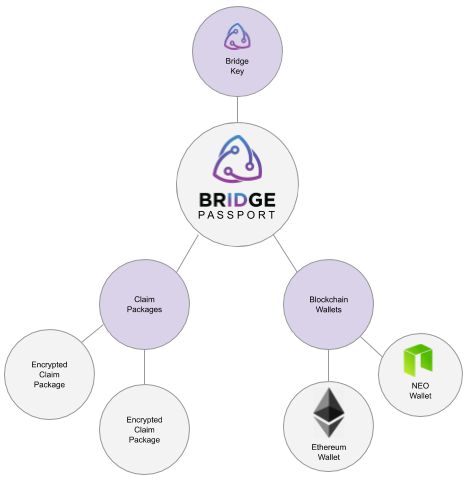 Bridge
Key
BRIDGE
PASSPORT
Claim
Packages
Blockchain
Wallets
Encrypted
Claim
Package
NEO
Wallet
Encrypted
Claim
Package
Ethereum
Wallet